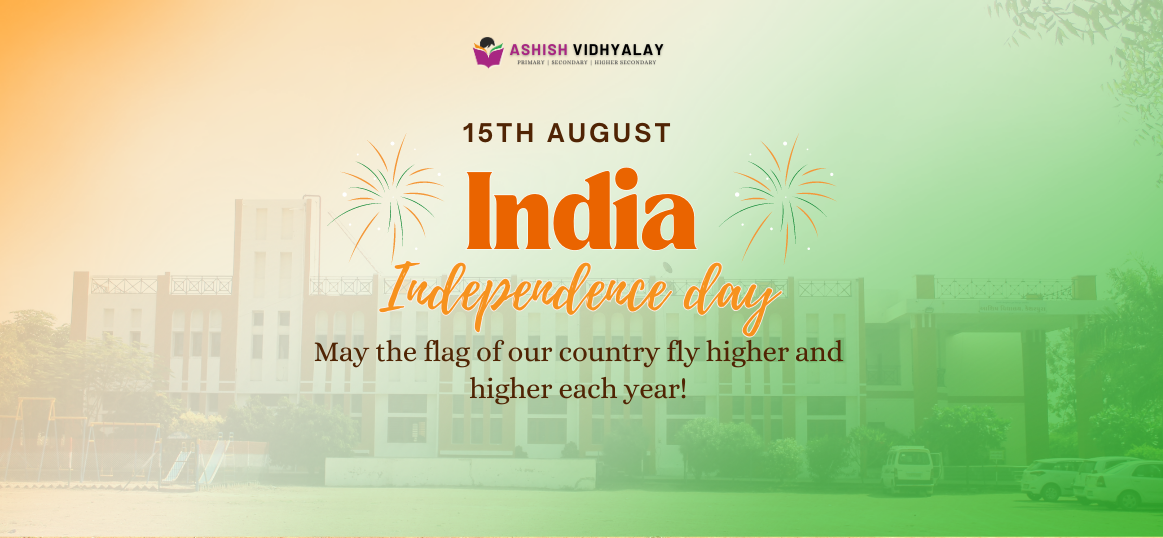 ASHISH VIDHYALAY
PRIMARY | SECONDARY | HIGHER SECONDARY
15TH AUGUST
India
Independence day
May the flag of our country fly higher and
higher each year!